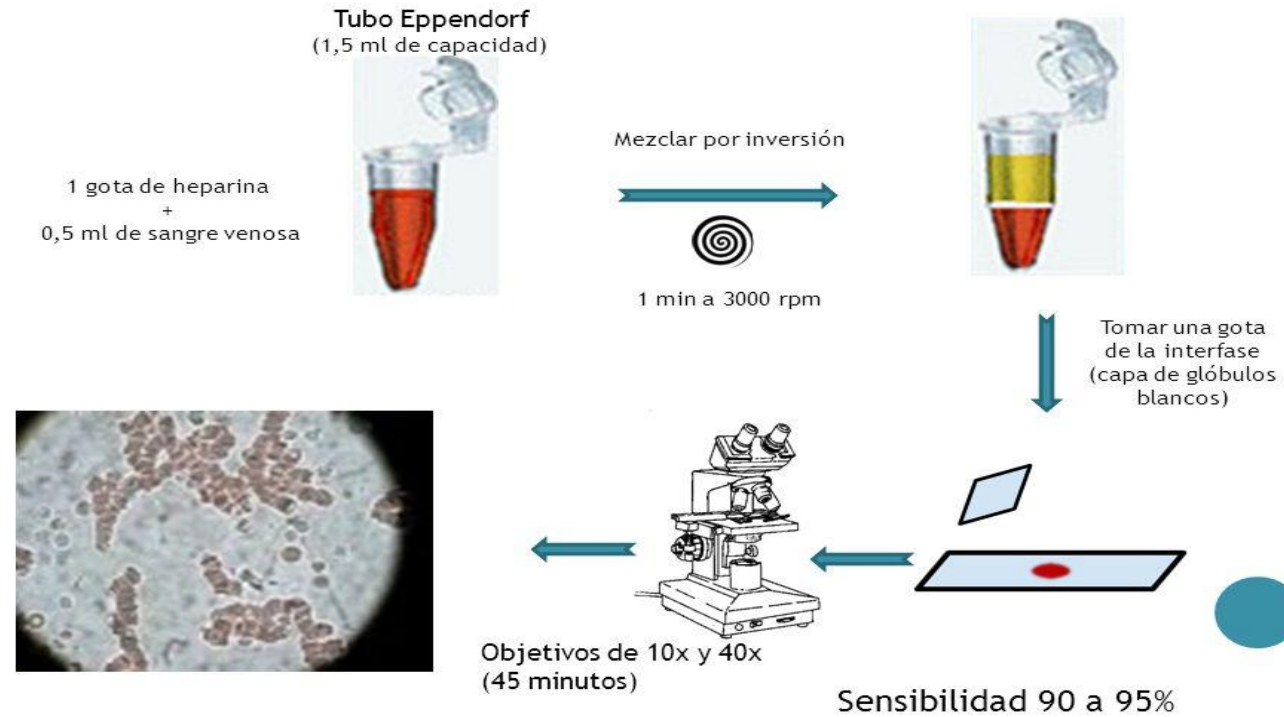 Tubo Eppendorf
(1,5 ml de capacidad)
1 gota de heparina
+
0,5 ml de sangre venosa
Mezclar por inversión
1 min a 3000 rpm
Tomar una gota
de la interfase
(capa de glóbulos
blancos)
Objetivos de 10x y 40x
(45 minutos)
Sensibilidad 90 a 95%